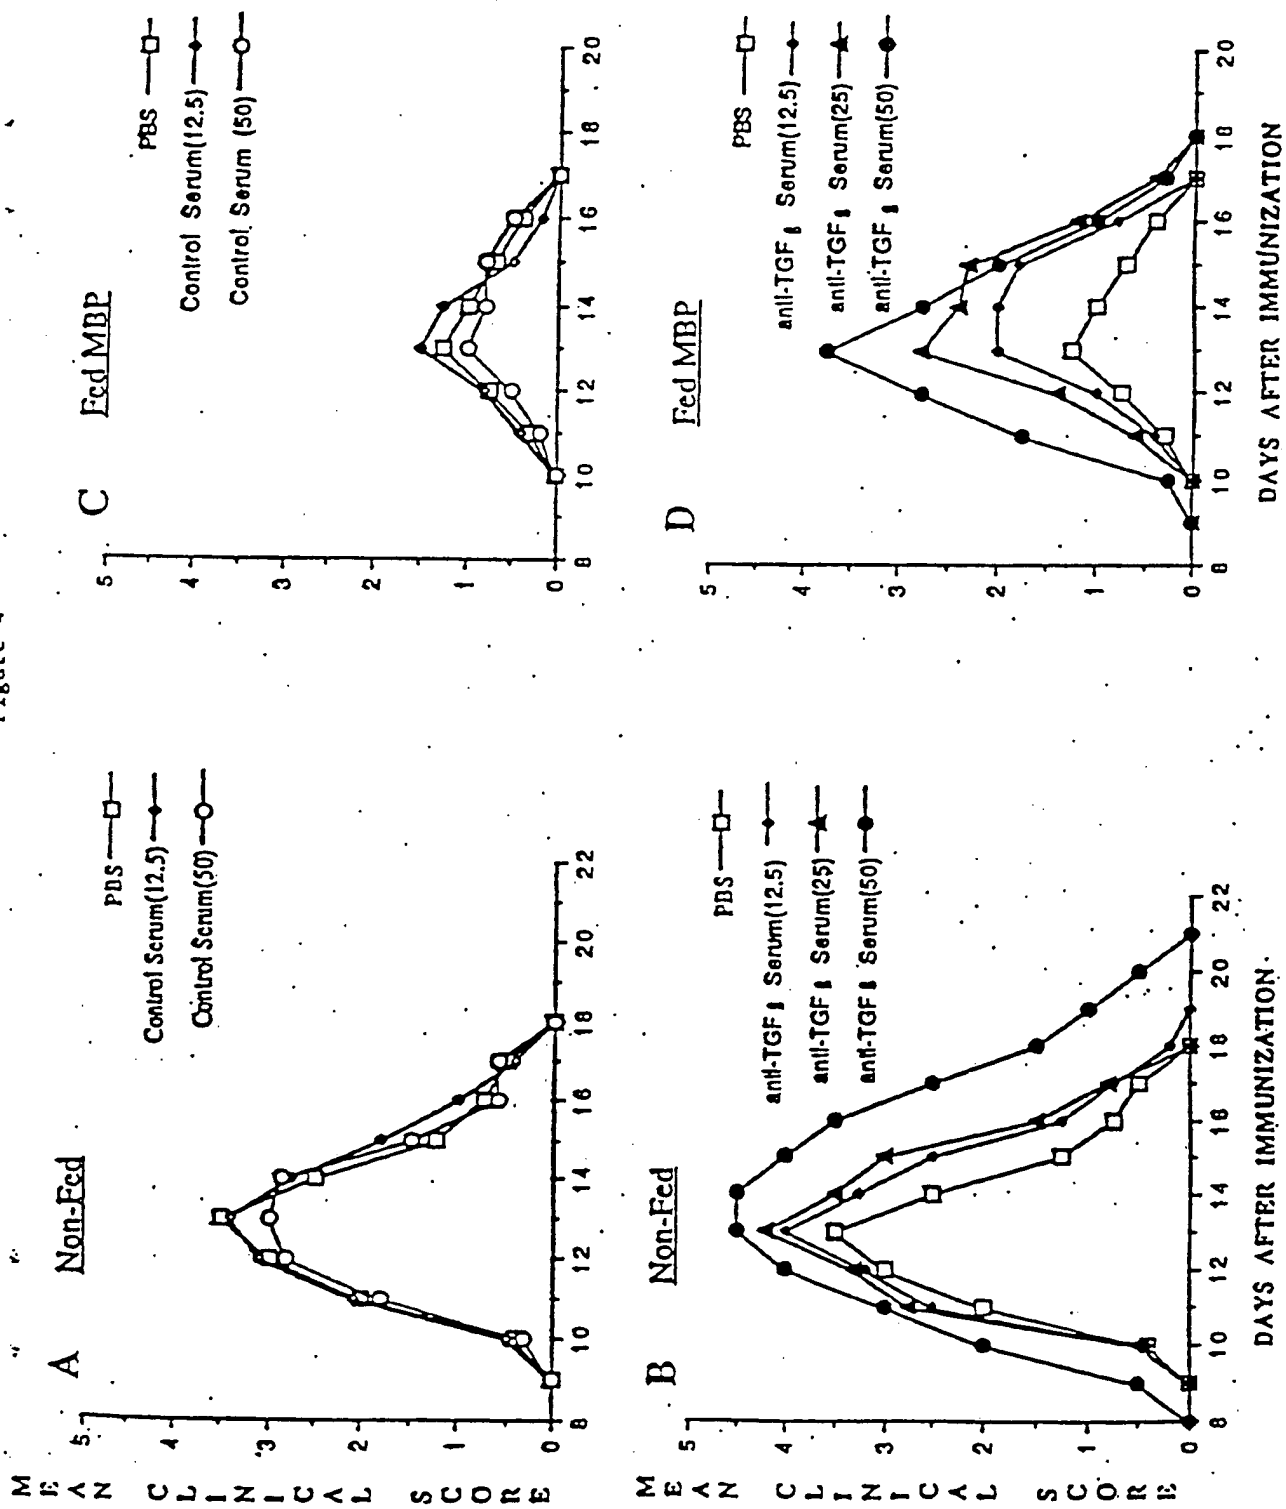 Figure 4
A
Non-Fed
PBS
Control Serum(12.5)
Control Serum(50)
MEAN CLINICAL SCORE
5
4
3
2
1
0
8
10
12
14
16
18
20
22
C
Fed MBP
PBS
Control Serum(12.5)
Control Serum (50)
5
4
3
2
1
0
8
10
12
14
16
18
20
B
Non-Fed
PBS
anti-TGFβ Serum(12.5)
anti-TGFβ Serum(25)
anti-TGFβ Serum(50)
MEAN CLINICAL SCORE
5
4
3
2
1
0
8
10
12
14
16
18
20
22
DAYS AFTER IMMUNIZATION
D
Fed MBP
PBS
anti-TGFβ Serum(12.5)
anti-TGFβ Serum(25)
anti-TGFβ Serum(50)
5
4
3
2
1
0
8
10
12
14
16
18
20
DAYS AFTER IMMUNIZATION